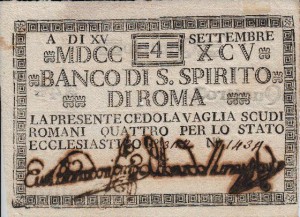 A DI XV SETTEMBRE
MDCC 4 XCV
BANCO DI S. SPIRITO
DI ROMA
LA PRESENTE CEDOLA VAGLIA SCUDI
ROMANI QUATTRO PER LO STATO
ECCLESIASTICO N